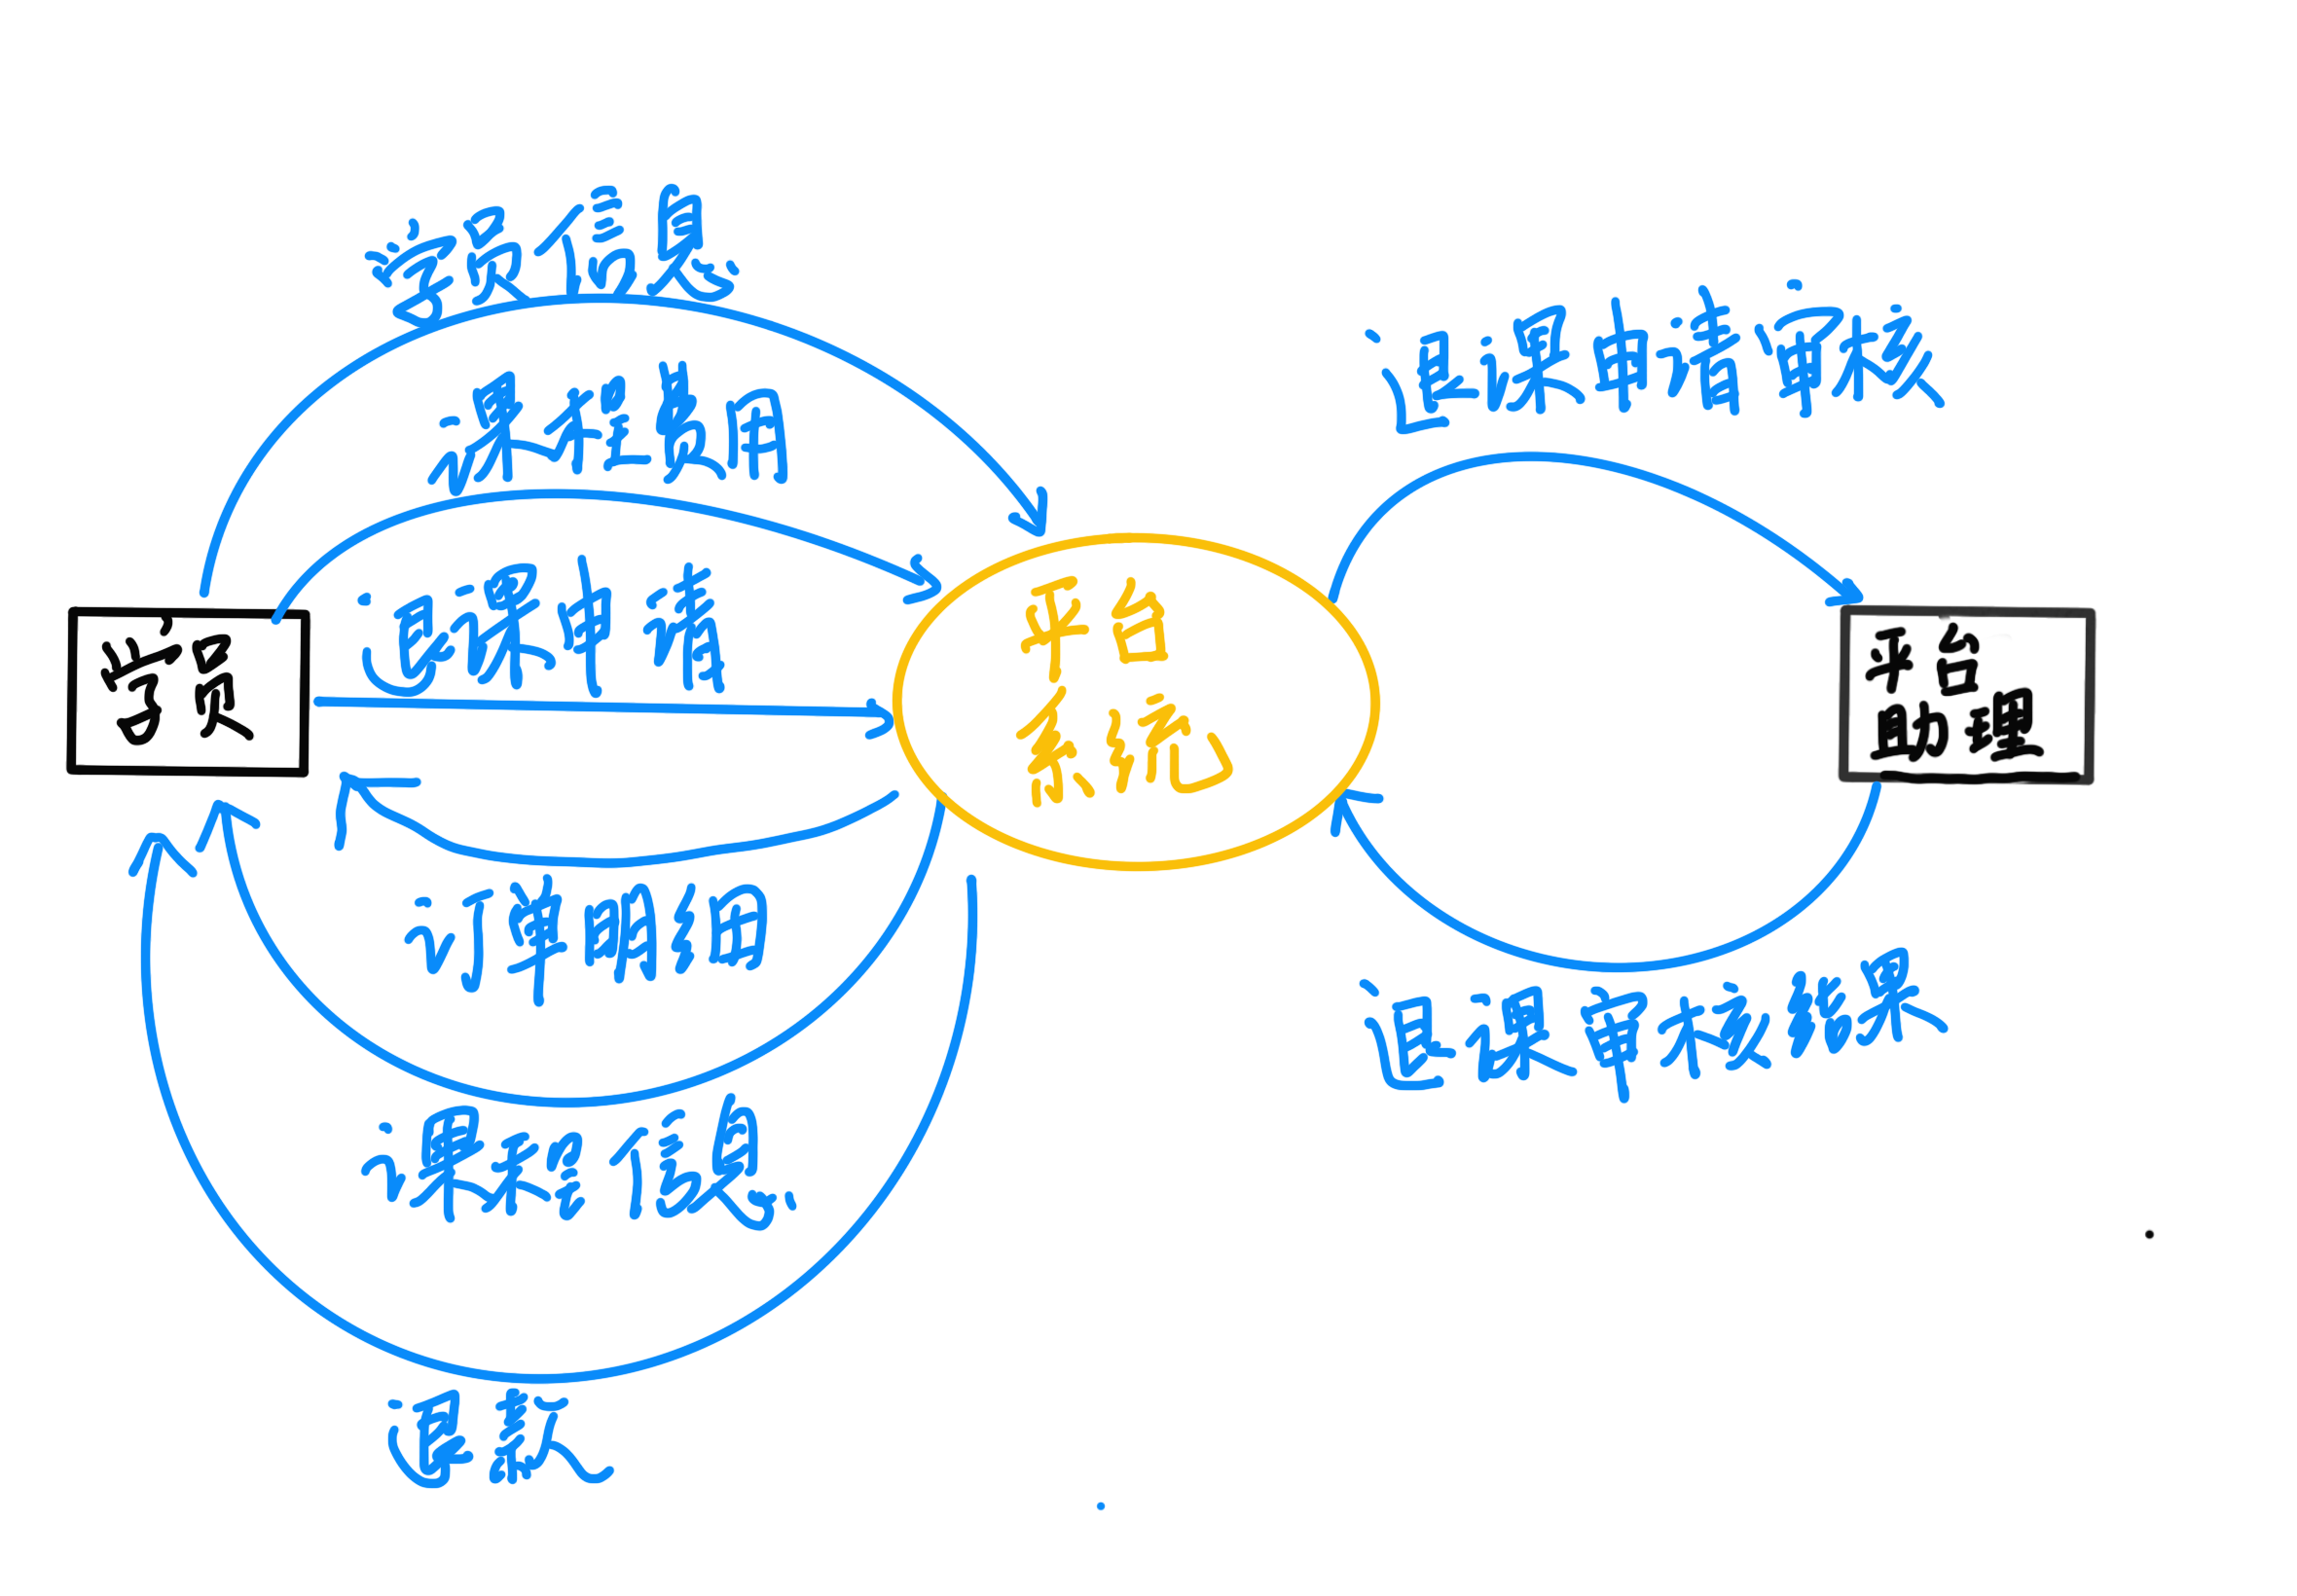 学员信息
课程费用
退课申请
学员
平台
系统
订单明细
课程信息
退款
退课申请审核
平台
助理
退课审核结果